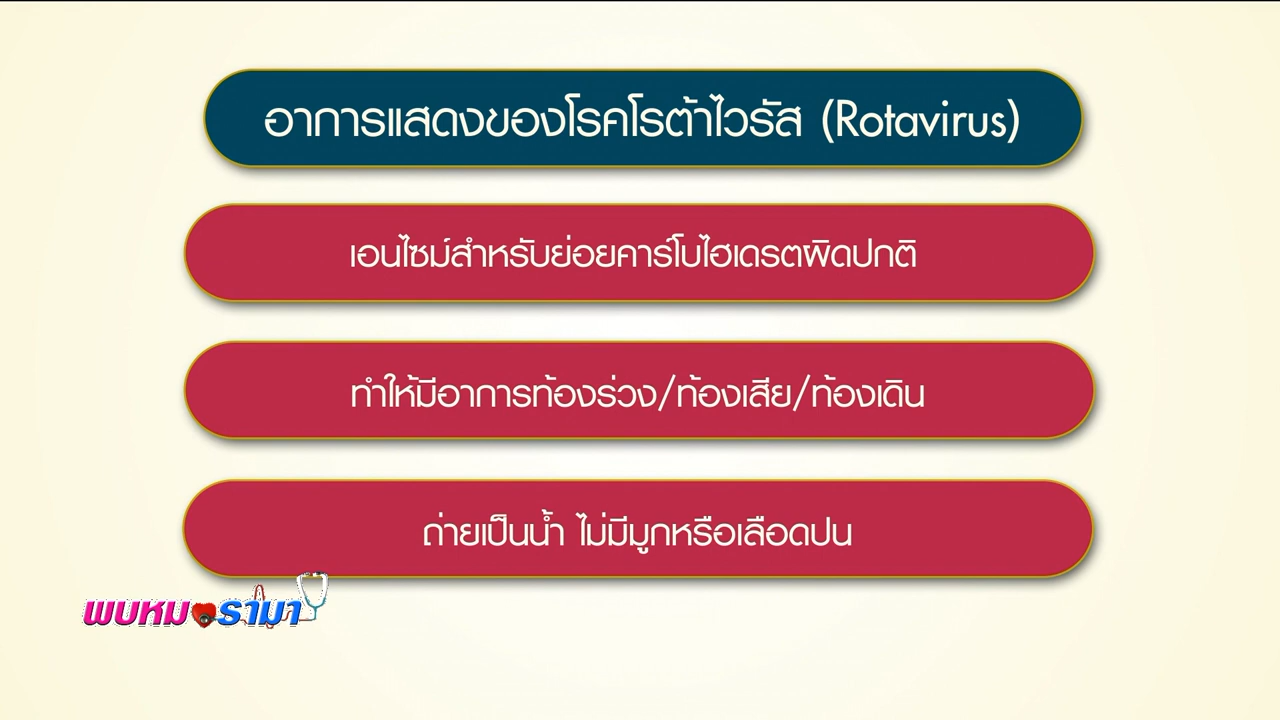 อาการแสดงของโรคโรต้าไวรัส (Rotavirus)
เอนไซม์สำหรับย่อยคาร์โบไฮเดรตผิดปกติ
ทำให้มีอาการท้องร่วง/ท้องเสีย/ท้องเดิน
ถ่ายเป็นน้ำ ไม่มีมูกหรือเลือดปน
พบหมอรามา